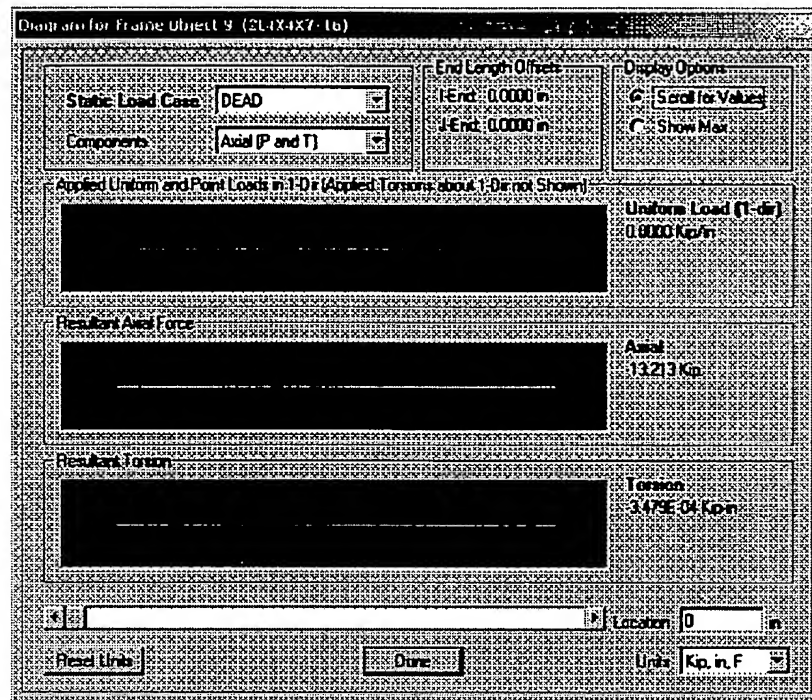 Diagram for Frame Object 9 (2L4X4X7-16)
End Length Offsets
Display Options
Static Load Case
DEAD
I-End: 0.0000 in
Scroll for Values
Components
Axial (P and T)
J-End: 0.0000 in
Show Max
Applied Uniform and Point Loads in 1-Dir (Applied Torsions about 1-Dir not Shown)
Uniform Load (1-dir)
0.0000 Kip/in
Resultant Axial Force
Axial
-13.213 Kip
Resultant Torsion
Torsion
3.479E-04 Kip-in
Location 0 in
Reset Units
Done
Units Kip, in, F